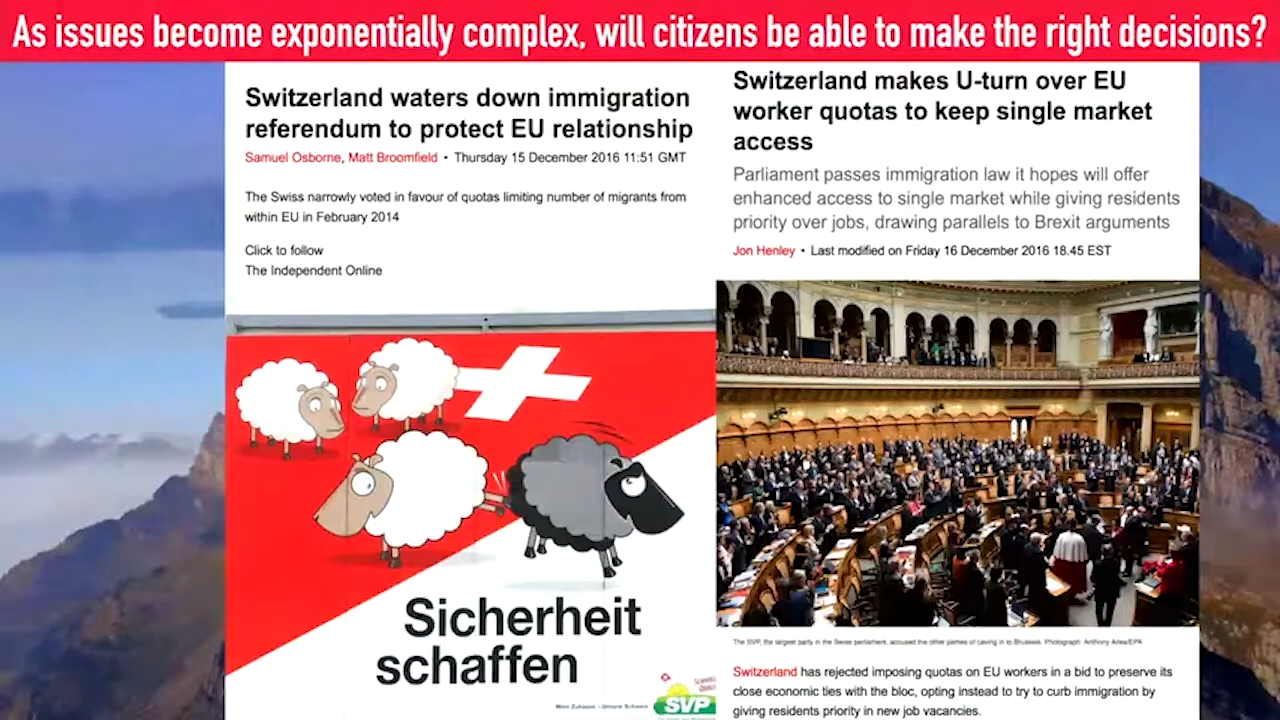 As issues become exponentially complex, will citizens be able to make the right decisions?
Switzerland waters down immigration
referendum to protect EU relationship
Samuel Osborne, Matt Broomfield • Thursday 15 December 2016 11:51 GMT
The Swiss narrowly voted in favour of quotas limiting number of migrants from
within EU in February 2014
Click to follow
The Independent Online
Sicherheit
schaffen
Mein Zuhause – Unsere Schweiz
SVP
Switzerland makes U-turn over EU
worker quotas to keep single market
access
Parliament passes immigration law it hopes will offer
enhanced access to single market while giving residents
priority over jobs, drawing parallels to Brexit arguments
Jon Henley • Last modified on Friday 16 December 2016 18.45 EST
The SVP, the largest party in the Swiss parliament, accused the other parties of caving in to Brussels. Photograph: Anthony Anex/EPA
Switzerland has rejected imposing quotas on EU workers in a bid to preserve its
close economic ties with the bloc, opting instead to try to curb immigration by
giving residents priority in new job vacancies.